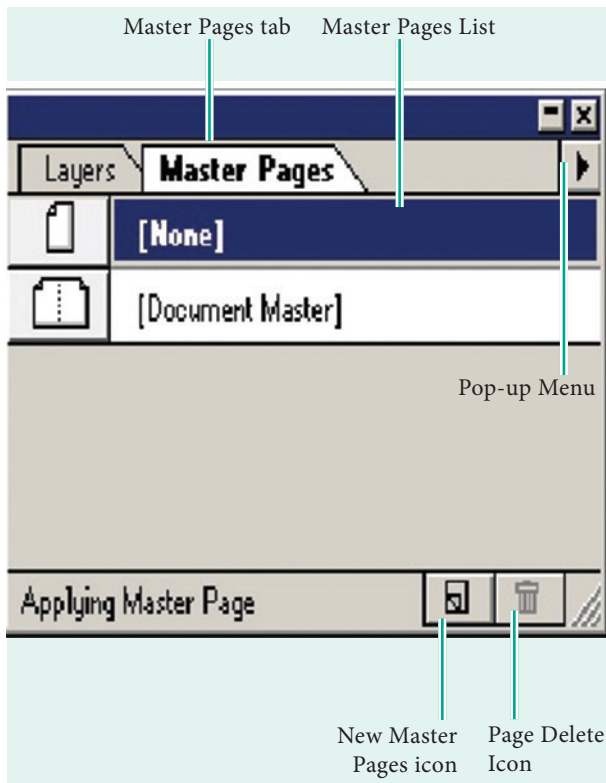 Master Pages tab Master Pages List
Layers Master Pages
[None]
[Document Master]
Pop-up Menu
Applying Master Page
New Master Pages icon
Page Delete Icon